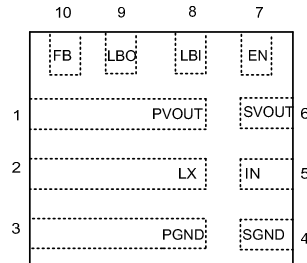 10 9 8 7
FB LBO LBI EN
1 PVOUT SVOUT 6
2 LX IN 5
3 PGND SGND 4